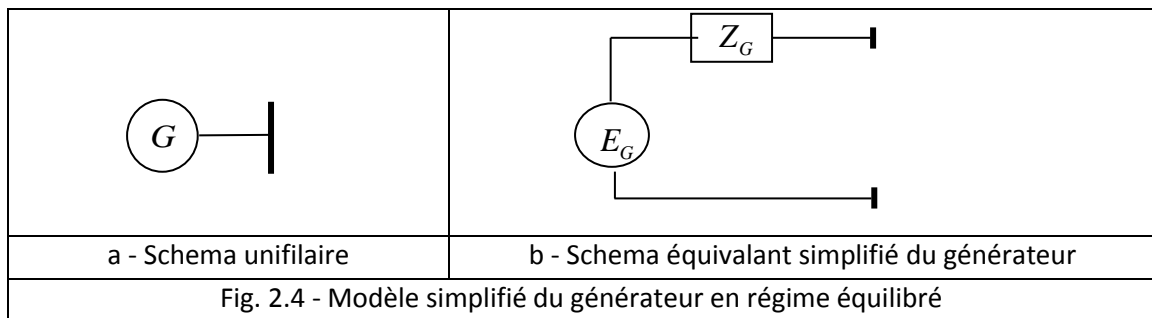 G
Z_G
E_G
a - Schema unifilaire
b - Schema équivalant simplifié du générateur
Fig. 2.4 - Modèle simplifié du générateur en régime équilibré